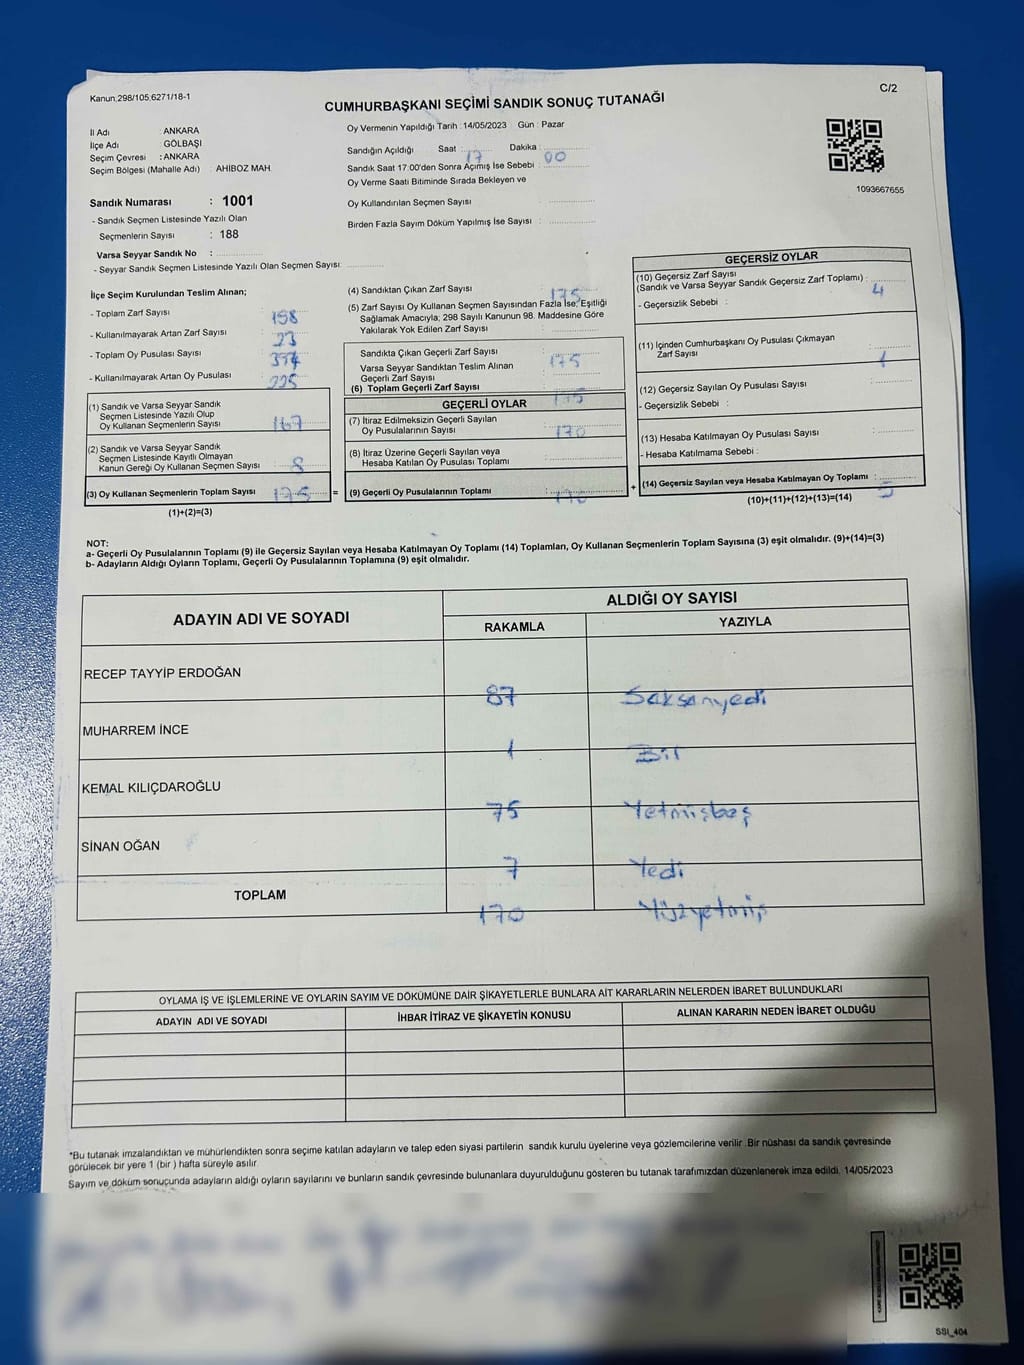 Kanun,298/105;6271/18-1
C/2
CUMHURBAŞKANI SEÇİMİ SANDIK SONUÇ TUTANAĞI
İl Adı : ANKARA
İlçe Adı : GÖLBAŞI
Seçim Çevresi : ANKARA
Seçim Bölgesi (Mahalle Adı) : AHİBOZ MAH
Oy Vermenin Yapıldığı Tarih : 14/05/2023 Gün : Pazar
Sandığın Açıldığı Saat : 17 Dakika : 00
Sandık Saat 17:00'den Sonra Açımış İse Sebebi :
Oy Verme Saati Bitiminde Sırada Bekleyen ve
Oy Kullandırılan Seçmen Sayısı :
Birden Fazla Sayım Döküm Yapılmış İse Sayısı :
1093667655
Sandık Numarası : 1001
- Sandık Seçmen Listesinde Yazılı Olan
Seçmenlerin Sayısı : 188
Varsa Seyyar Sandık No :
- Seyyar Sandık Seçmen Listesinde Yazılı Olan Seçmen Sayısı:
İlçe Seçim Kurulundan Teslim Alınan;
- Toplam Zarf Sayısı : 198
- Kullanılmayarak Artan Zarf Sayısı : 23
- Toplam Oy Pusulası Sayısı :
- Kullanılmayarak Artan Oy Pusulası : 225
(1) Sandık ve Varsa Seyyar Sandık
Seçmen Listesinde Yazılı Olup
Oy Kullanan Seçmenlerin Sayısı : 167
(2) Sandık ve Varsa Seyyar Sandık
Seçmen Listesinde Kayıtlı Olmayan
Kanun Gereği Oy Kullanan Seçmen Sayısı : 8
(3) Oy Kullanan Seçmenlerin Toplam Sayısı : 175
(1)+(2)=(3)
(4) Sandıktan Çıkan Zarf Sayısı : 175
(5) Zarf Sayısı Oy Kullanan Seçmen Sayısından Fazla İse, Eşitliği
Sağlamak Amacıyla; 298 Sayılı Kanunun 98. Maddesine Göre
Yakılarak Yok Edilen Zarf Sayısı :
Sandıkta Çıkan Geçerli Zarf Sayısı : 175
Varsa Seyyar Sandıktan Teslim Alınan
Geçerli Zarf Sayısı :
(6) Toplam Geçerli Zarf Sayısı : 175
GEÇERLİ OYLAR
(7) İtiraz Edilmeksizin Geçerli Sayılan
Oy Pusulalarının Sayısı : 170
(8) İtiraz Üzerine Geçerli Sayılan veya
Hesaba Katılan Oy Pusulası Toplamı :
= (9) Geçerli Oy Pusulalarının Toplamı : 170
GEÇERSİZ OYLAR
(10) Geçersiz Zarf Sayısı
(Sandık ve Varsa Seyyar Sandık Geçersiz Zarf Toplamı) : 4
- Geçersizlik Sebebi :
(11) İçinden Cumhurbaşkanı Oy Pusulası Çıkmayan
Zarf Sayısı : 1
(12) Geçersiz Sayılan Oy Pusulası Sayısı :
- Geçersizlik Sebebi :
(13) Hesaba Katılmayan Oy Pusulası Sayısı :
- Hesaba Katılmama Sebebi :
+ (14) Geçersiz Sayılan veya Hesaba Katılmayan Oy Toplamı : 5
(10)+(11)+(12)+(13)=(14)
NOT:
a- Geçerli Oy Pusulalarının Toplamı (9) ile Geçersiz Sayılan veya Hesaba Katılmayan Oy Toplamı (14) Toplamları, Oy Kullanan Seçmenlerin Toplam Sayısına (3) eşit olmalıdır. (9)+(14)=(3)
b- Adayların Aldığı Oyların Toplamı, Geçerli Oy Pusulalarının Toplamına (9) eşit olmalıdır.
ADAYIN ADI VE SOYADI
ALDIĞI OY SAYISI
RAKAMLA YAZIYLA
RECEP TAYYİP ERDOĞAN 87 Seksenyedi
MUHARREM İNCE 1 Bir
KEMAL KILIÇDAROĞLU 75 Yetmişbeş
SİNAN OĞAN 7 Yedi
TOPLAM 170 Yüzyetmiş
OYLAMA İŞ VE İŞLEMLERİNE VE OYLARIN SAYIM VE DÖKÜMÜNE DAİR ŞİKAYETLERLE BUNLARA AİT KARARLARIN NELERDEN İBARET BULUNDUKLARI
ADAYIN ADI VE SOYADI İHBAR İTİRAZ VE ŞİKAYETİN KONUSU ALINAN KARARIN NEDEN İBARET OLDUĞU
*Bu tutanak imzalandıktan ve mühürlendikten sonra seçime katılan adayların ve talep eden siyasi partilerin sandık kurulu üyelerine veya gözlemcilerine verilir .Bir nüshası da sandık çevresinde
görülecek bir yere 1 (bir ) hafta süreyle asılır.
Sayım ve döküm sonuçunda adayların aldığı oyların sayılarını ve bunların sandık çevresinde bulunanlara duyurulduğunu gösteren bu tutanak tarafımızdan düzenlenerek imza edildi. 14/05/2023
SSI_404